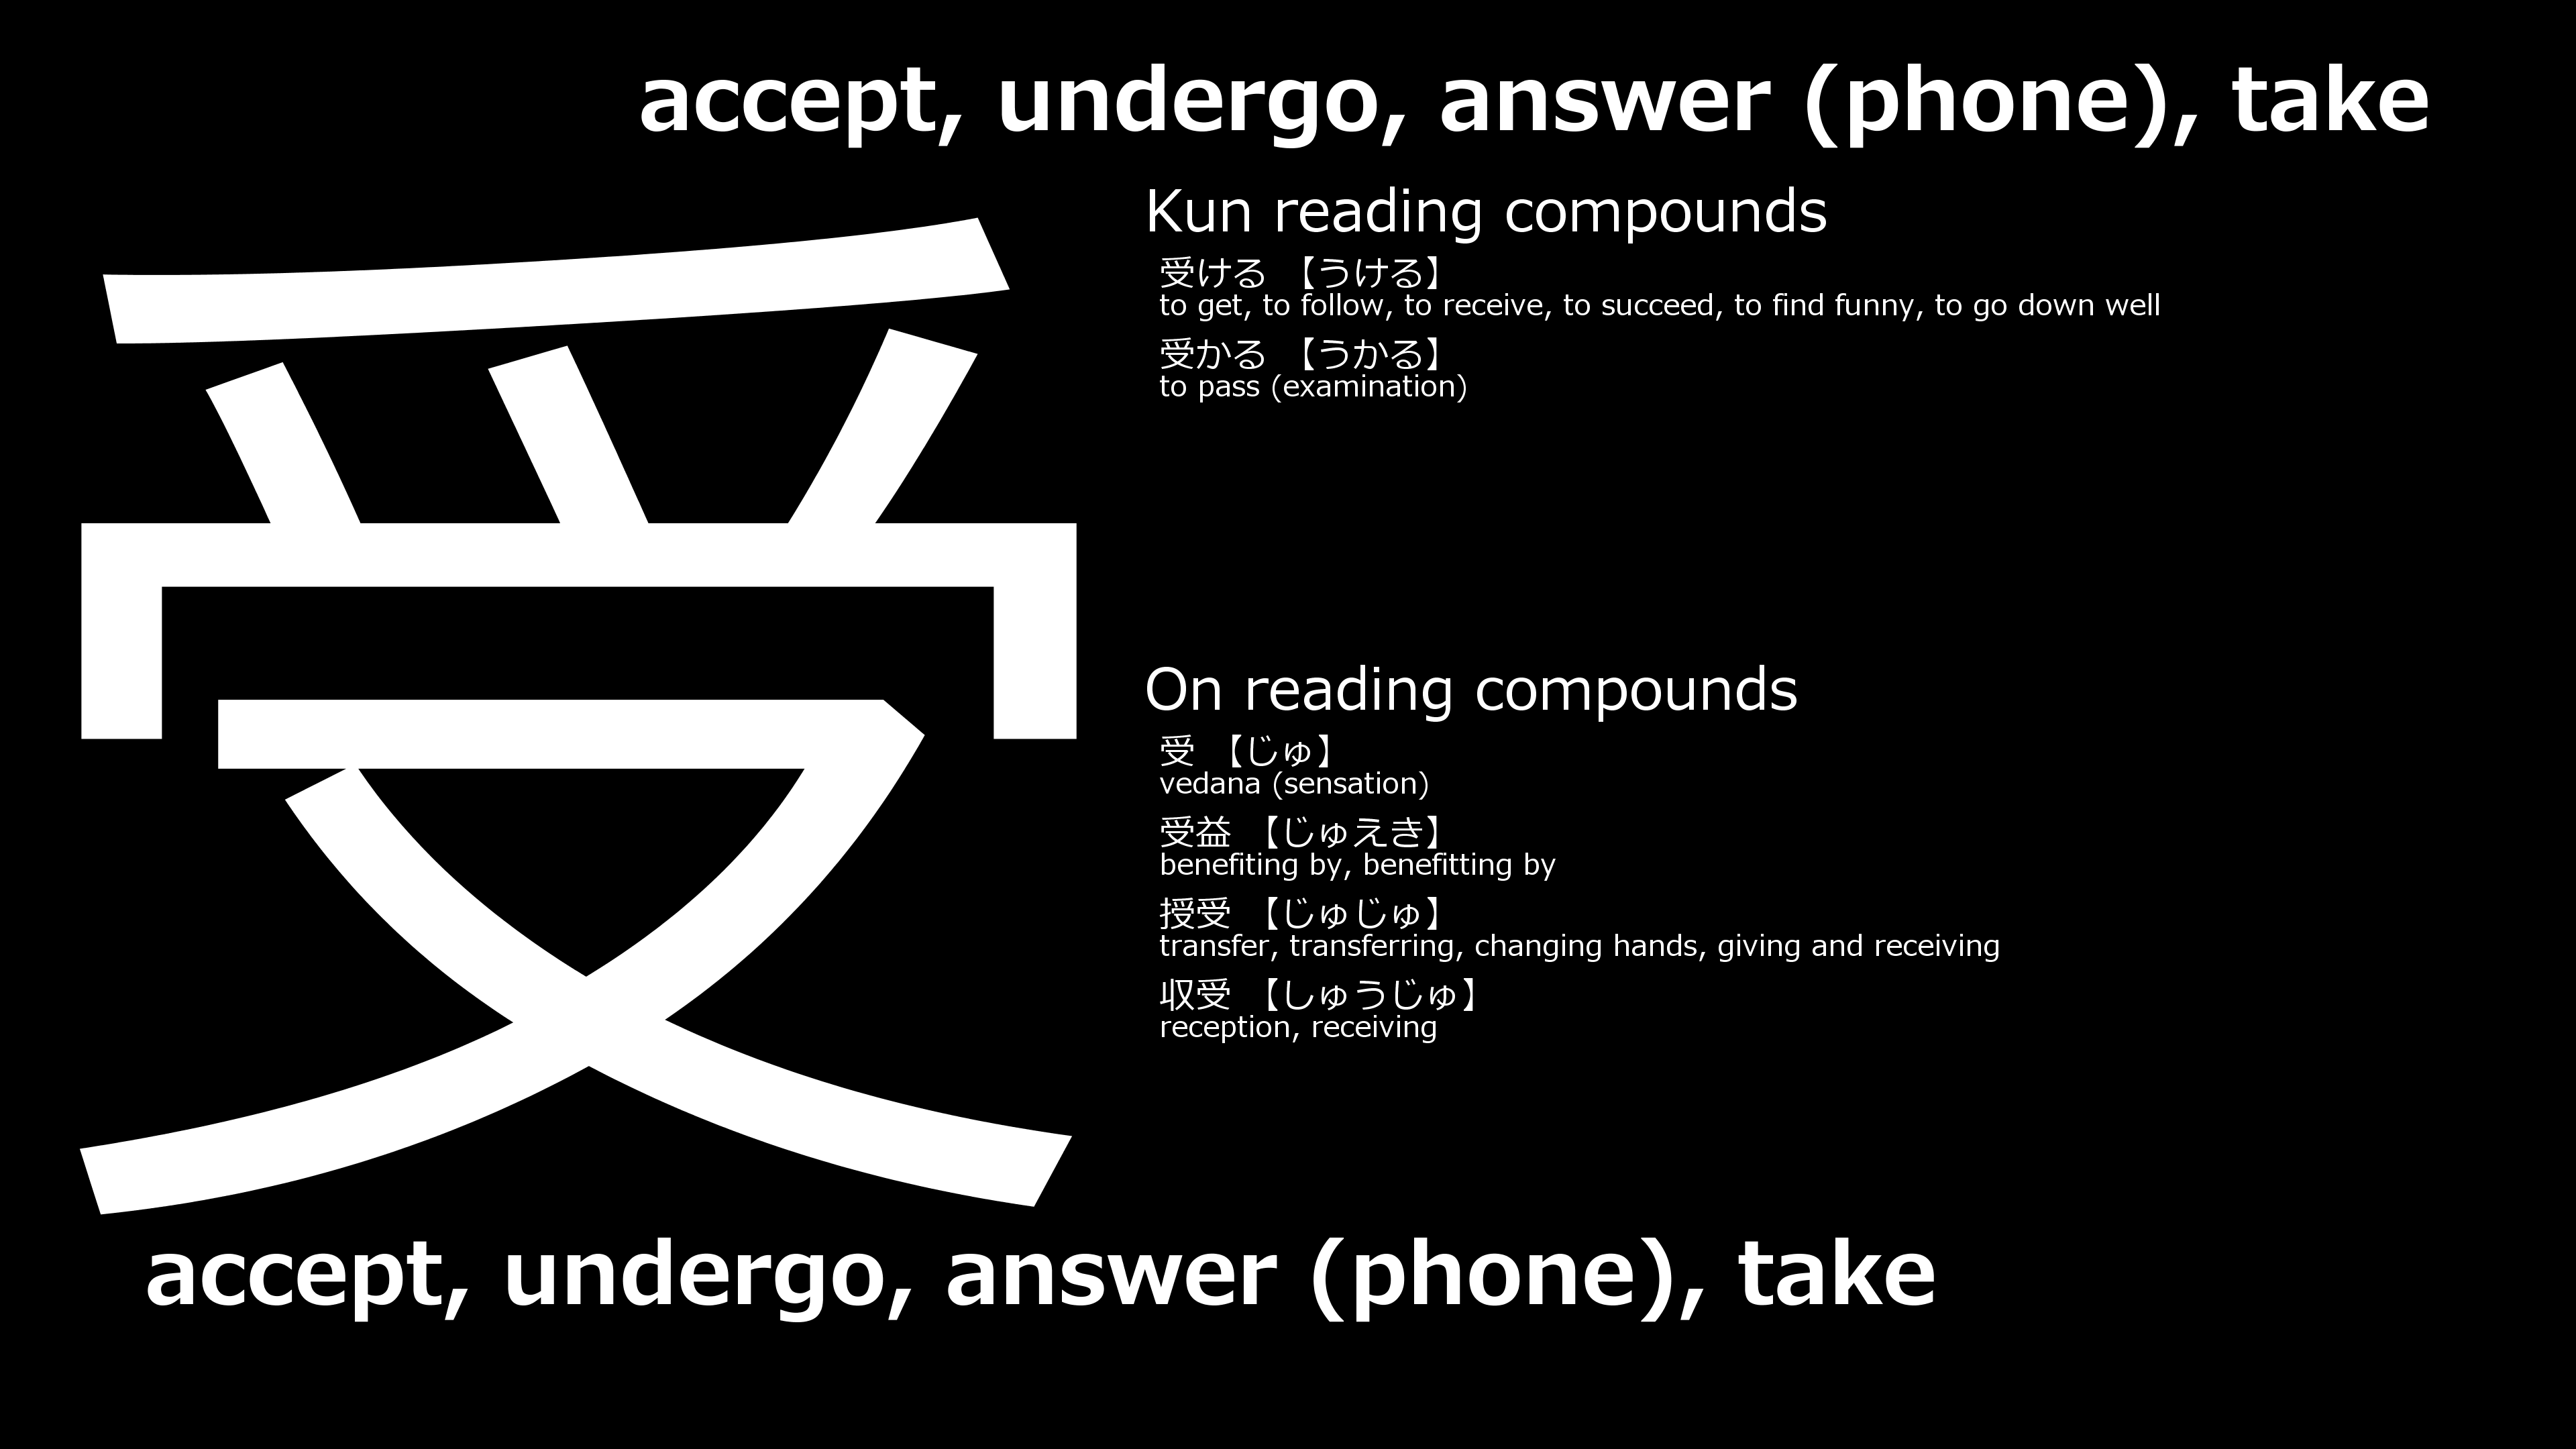 accept, undergo, answer (phone), take
受
Kun reading compounds
受ける 【うける】
to get, to follow, to receive, to succeed, to find funny, to go down well
受かる 【うかる】
to pass (examination)
On reading compounds
受 【じゅ】
vedana (sensation)
受益 【じゅえき】
benefiting by, benefitting by
授受 【じゅじゅ】
transfer, transferring, changing hands, giving and receiving
収受 【しゅうじゅ】
reception, receiving
accept, undergo, answer (phone), take